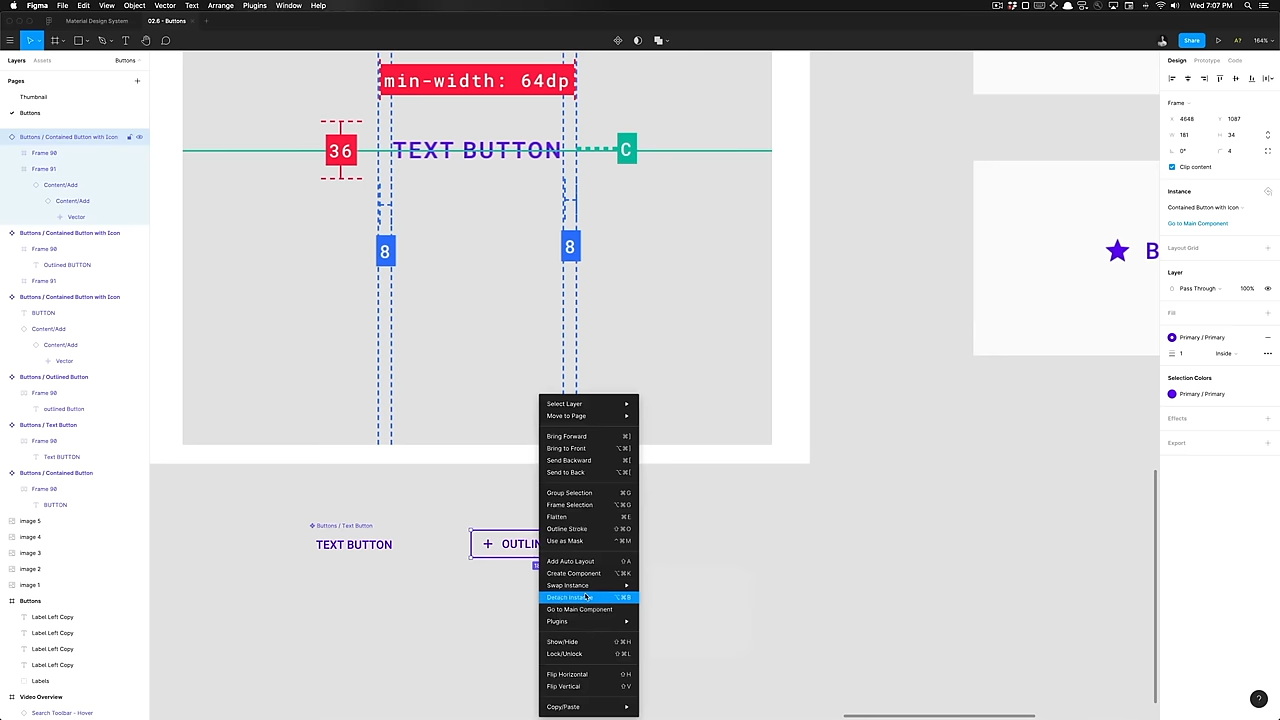 Figma File Edit View Object Vector Text Arrange Plugins Window Help
Wed 7:07 PM
Material Design System
02.6 - Buttons
Share
A?
164%
Layers Assets Buttons
Pages
Thumbnail
Buttons
Buttons / Contained Button with Icon
Frame 90
Frame 91
Content/Add
Content/Add
Vector
Buttons / Contained Button with Icon
Frame 90
Outlined BUTTON
Frame 91
Buttons / Contained Button with Icon
BUTTON
Content/Add
Content/Add
Vector
Buttons / Outlined Button
Frame 90
outlined Button
Buttons / Text Button
Frame 90
Text BUTTON
Buttons / Contained Button
Frame 90
BUTTON
image 5
image 4
image 3
image 2
image 1
Buttons
Label Left Copy
Label Left Copy
Label Left Copy
Label Left Copy
Labels
Video Overview
Search Toolbar - Hover
min-width: 64dp
36
TEXT BUTTON
C
8
8
B
Buttons / Text Button
TEXT BUTTON
OUTLIN
Select Layer
Move to Page
Bring Forward ⌘]
Bring to Front ⌥⌘]
Send Backward ⌘[
Send to Back ⌥⌘[
Group Selection ⌘G
Frame Selection ⌥⌘G
Flatten ⌘E
Outline Stroke ⇧⌘O
Use as Mask ⌃⌘M
Add Auto Layout ⇧A
Create Component ⌥⌘K
Swap Instance
Detach Instance ⌥⌘B
Go to Main Component
Plugins
Show/Hide ⇧⌘H
Lock/Unlock ⇧⌘L
Flip Horizontal ⇧H
Flip Vertical ⇧V
Copy/Paste
Design Prototype Code
Frame
X 4648 Y 1087
W 181 H 34
0° 4
Clip content
Instance
Contained Button with Icon
Go to Main Component
Layout Grid
Layer
Pass Through 100%
Fill
Primary / Primary
1 Inside
Selection Colors
Primary / Primary
Effects
Export
?